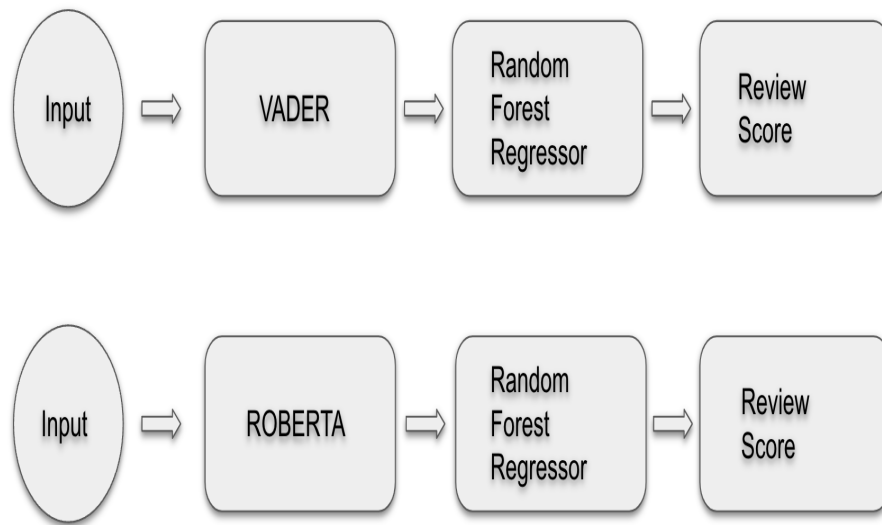 Input
VADER
Random
Forest
Regressor
Review
Score
Input
ROBERTA
Random
Forest
Regressor
Review
Score